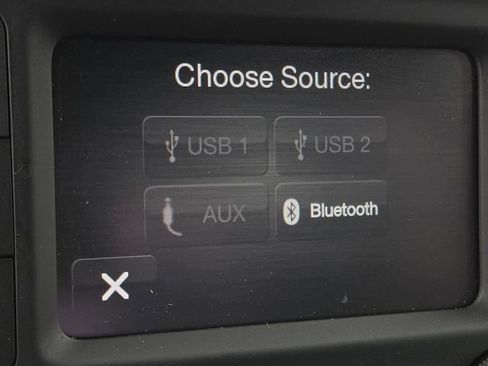 Choose Source:
USB 1 USB 2
AUX Bluetooth